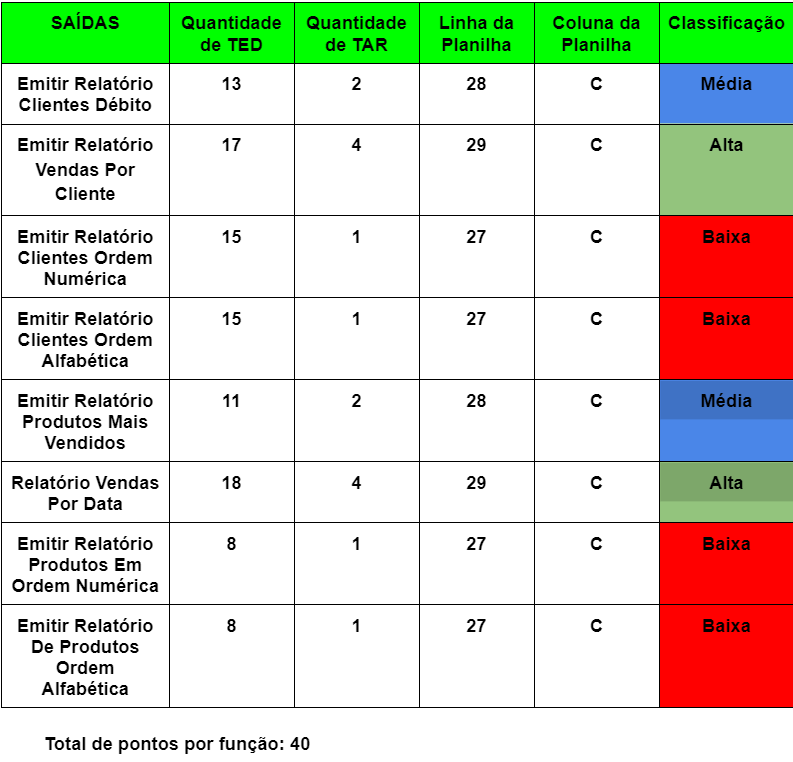 SAÍDAS Quantidade de TED Quantidade de TAR Linha da Planilha Coluna da Planilha Classificação
Emitir Relatório Clientes Débito 13 2 28 C Média
Emitir Relatório Vendas Por Cliente 17 4 29 C Alta
Emitir Relatório Clientes Ordem Numérica 15 1 27 C Baixa
Emitir Relatório Clientes Ordem Alfabética 15 1 27 C Baixa
Emitir Relatório Produtos Mais Vendidos 11 2 28 C Média
Relatório Vendas Por Data 18 4 29 C Alta
Emitir Relatório Produtos Em Ordem Numérica 8 1 27 C Baixa
Emitir Relatório De Produtos Ordem Alfabética 8 1 27 C Baixa
Total de pontos por função: 40